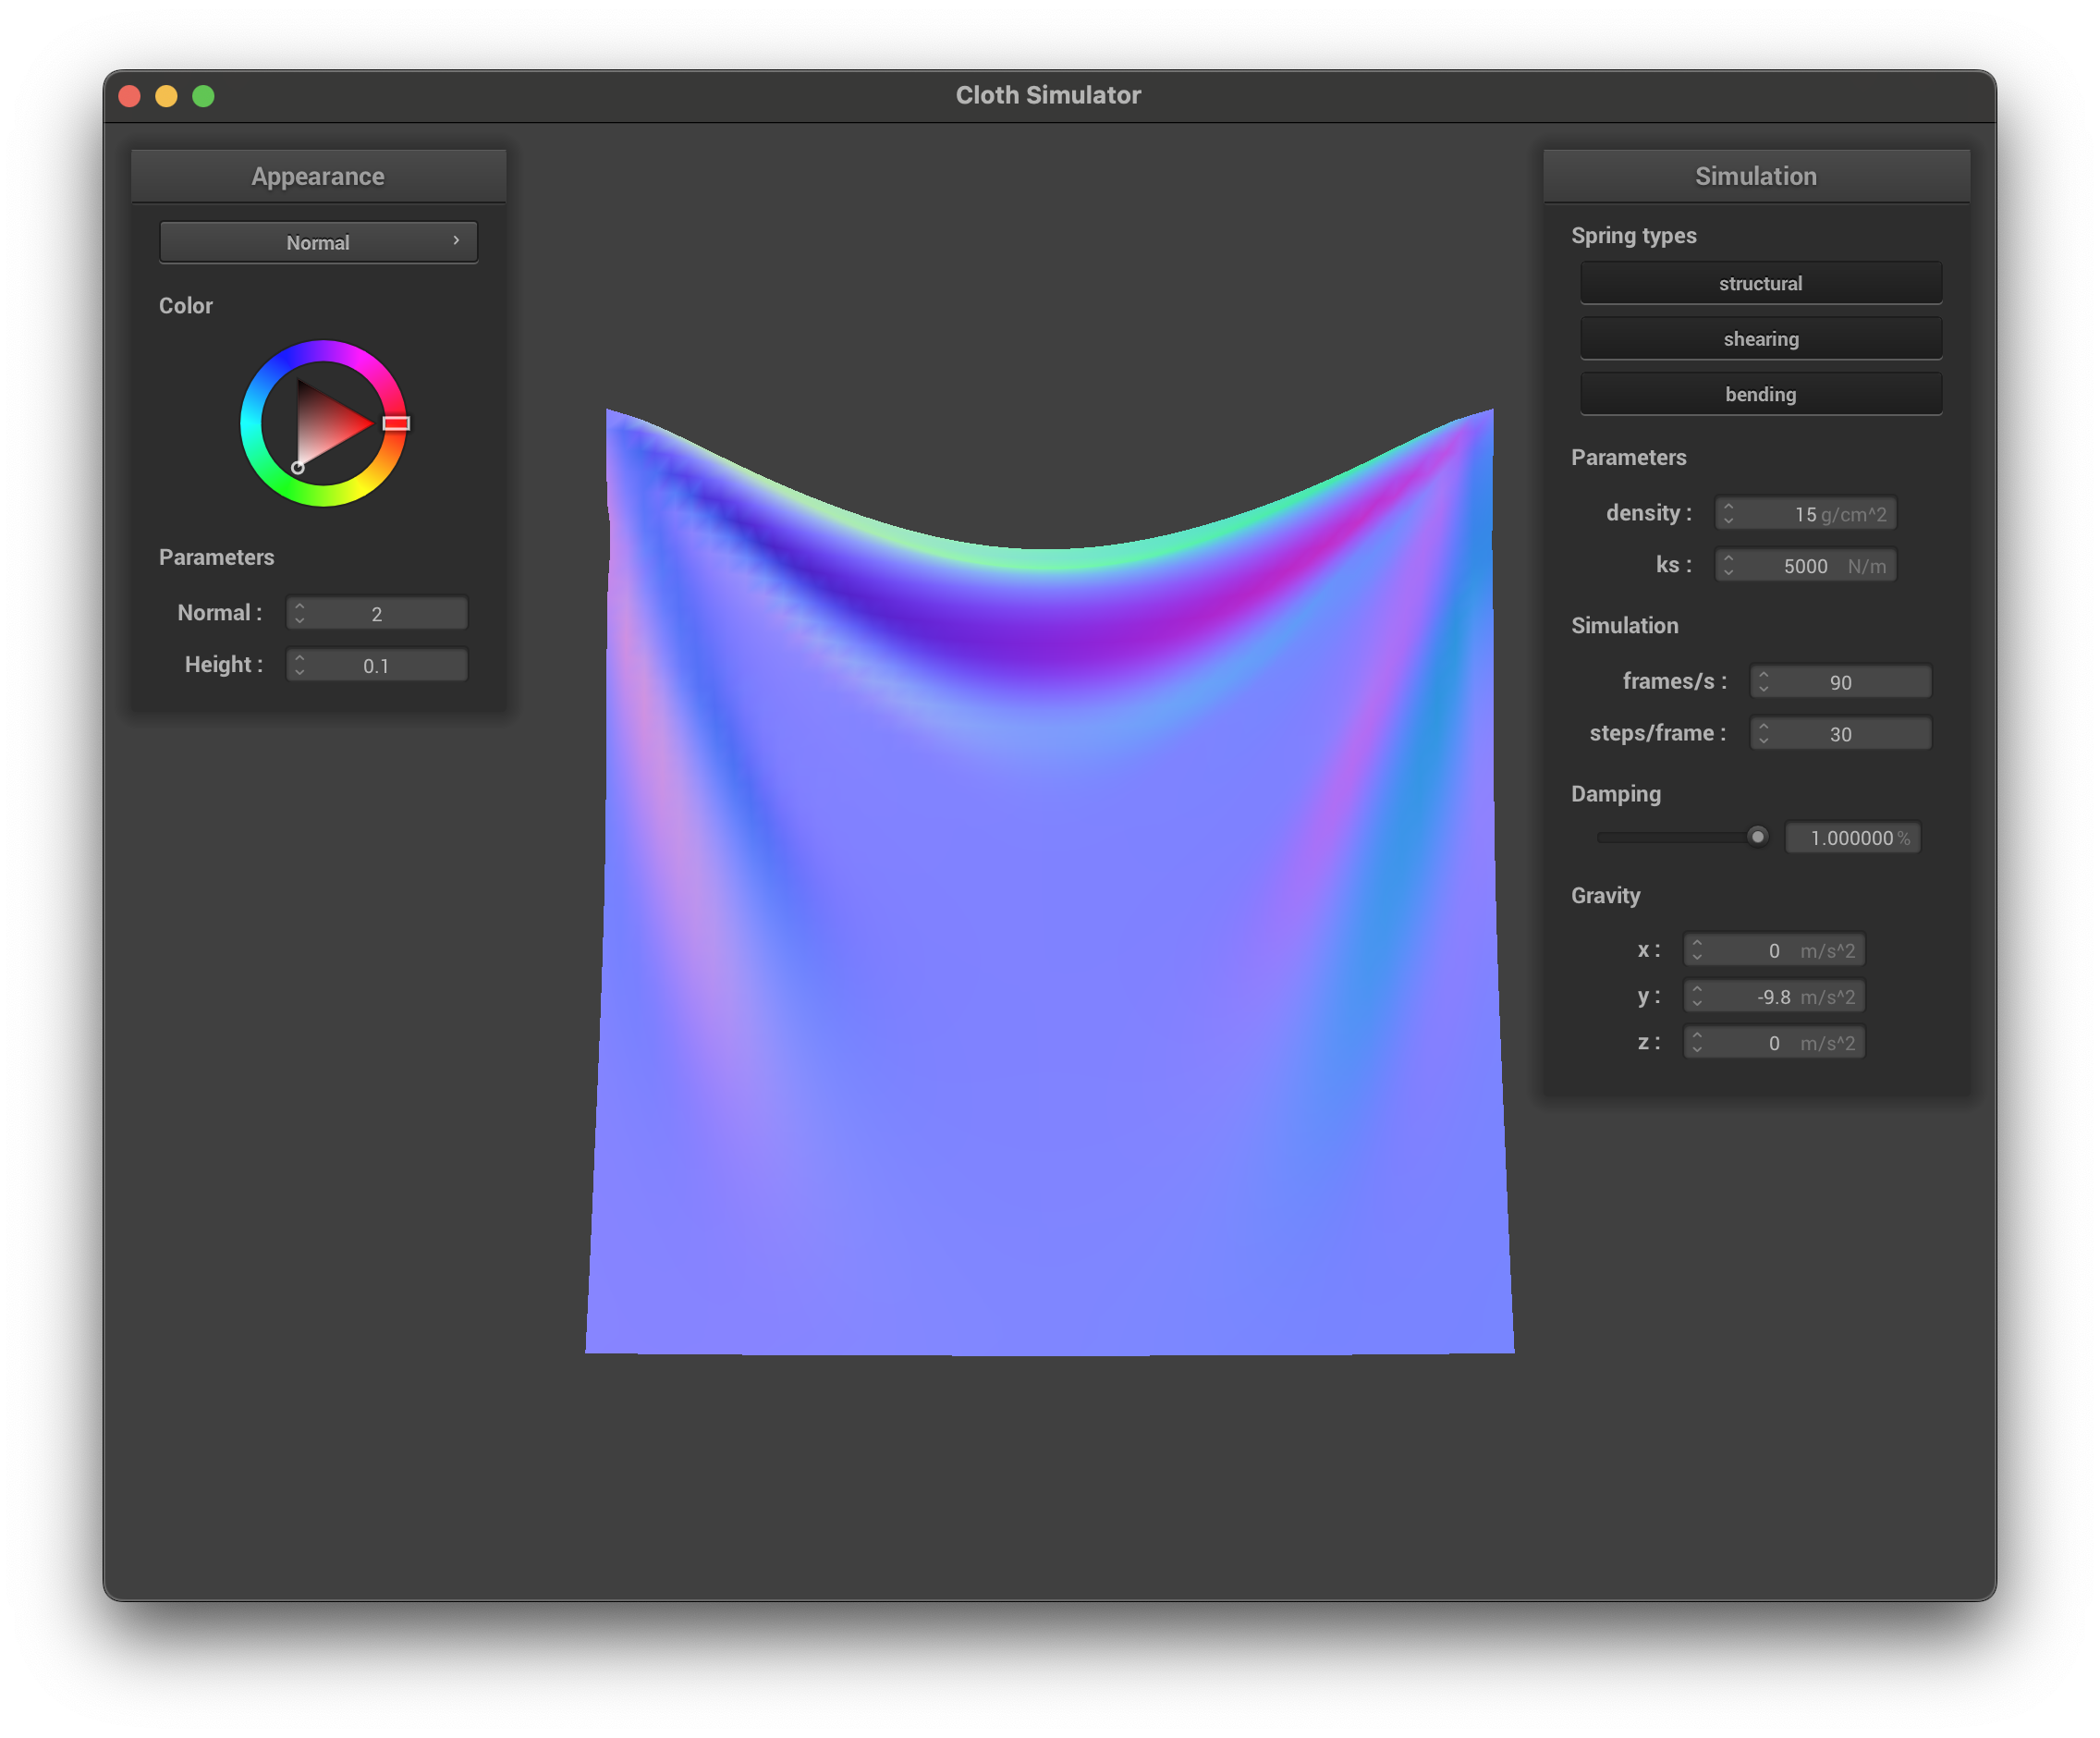 Cloth Simulator
Appearance
Normal
Color
Parameters
Normal : 2
Height : 0.1
Simulation
Spring types
structural
shearing
bending
Parameters
density : 15 g/cm^2
ks : 5000 N/m
Simulation
frames/s : 90
steps/frame : 30
Damping
1.000000 %
Gravity
x : 0 m/s^2
y : -9.8 m/s^2
z : 0 m/s^2